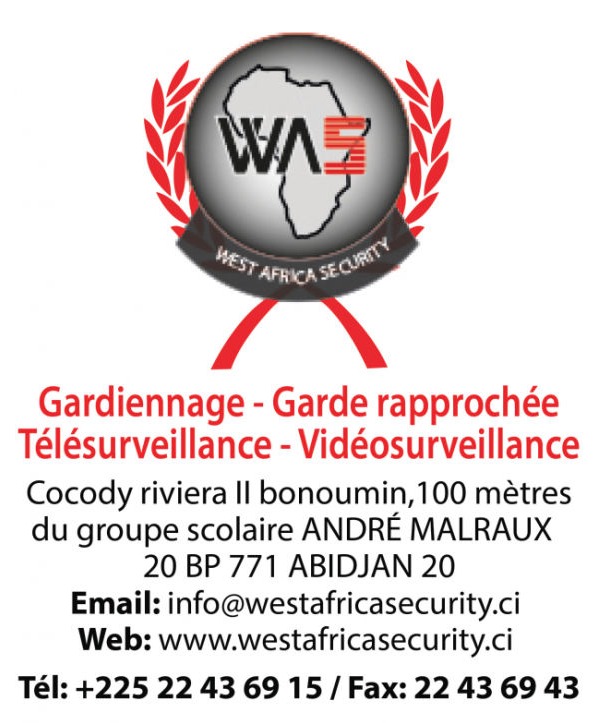 WAS
WEST AFRICA SECURITY
Gardiennage - Garde rapprochée
Télésurveillance - Vidéosurveillance
Cocody riviera II bonoumin,100 mètres
du groupe scolaire ANDRÉ MALRAUX
20 BP 771 ABIDJAN 20
Email: info@westafricasecurity.ci
Web: www.westafricasecurity.ci
Tél: +225 22 43 69 15 / Fax: 22 43 69 43